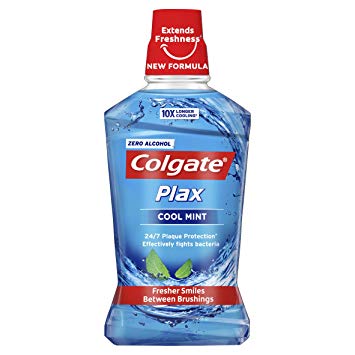 Extends
Freshness^
NEW FORMULA
10X LONGER
COOLING†
ZERO ALCOHOL
Colgate®
Plax
COOL MINT
24/7 Plaque Protection*
Effectively fights bacteria
Fresher Smiles
Between Brushings